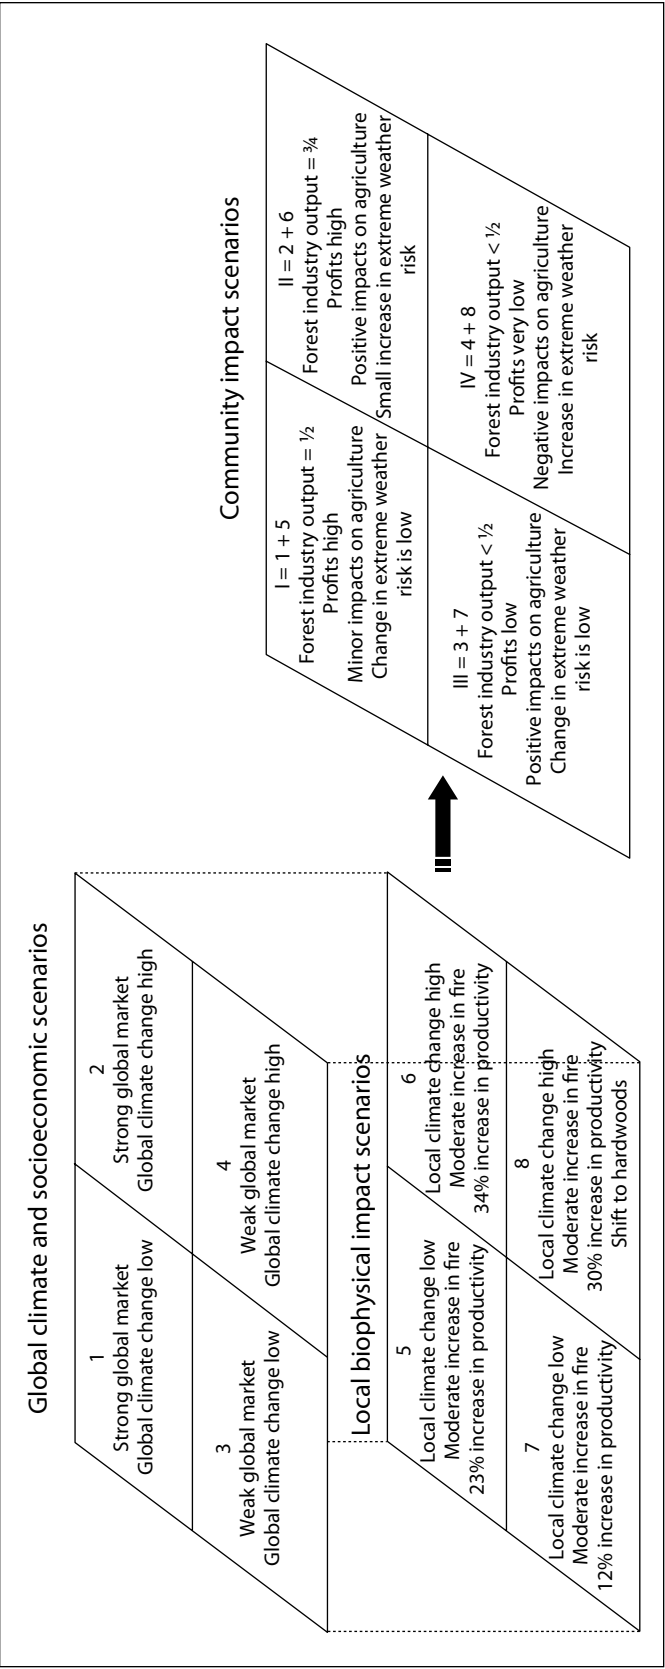 Global climate and socioeconomic scenarios
1
Strong global market
Global climate change low
2
Strong global market
Global climate change high
3
Weak global market
Global climate change low
4
Weak global market
Global climate change high
Local biophysical impact scenarios
5
Local climate change low
Moderate increase in fire
23% increase in productivity
6
Local climate change high
Moderate increase in fire
34% increase in productivity
7
Local climate change low
Moderate increase in fire
12% increase in productivity
8
Local climate change high
Moderate increase in fire
30% increase in productivity
Shift to hardwoods
Community impact scenarios
I = 1 + 5
Forest industry output = ½
Profits high
Minor impacts on agriculture
Change in extreme weather
risk is low
II = 2 + 6
Forest industry output = ¾
Profits high
Positive impacts on agriculture
Small increase in extreme weather
risk
III = 3 + 7
Forest industry output < ½
Profits low
Positive impacts on agriculture
Change in extreme weather
risk is low
IV = 4 + 8
Forest industry output < ½
Profits very low
Negative impacts on agriculture
Increase in extreme weather
risk